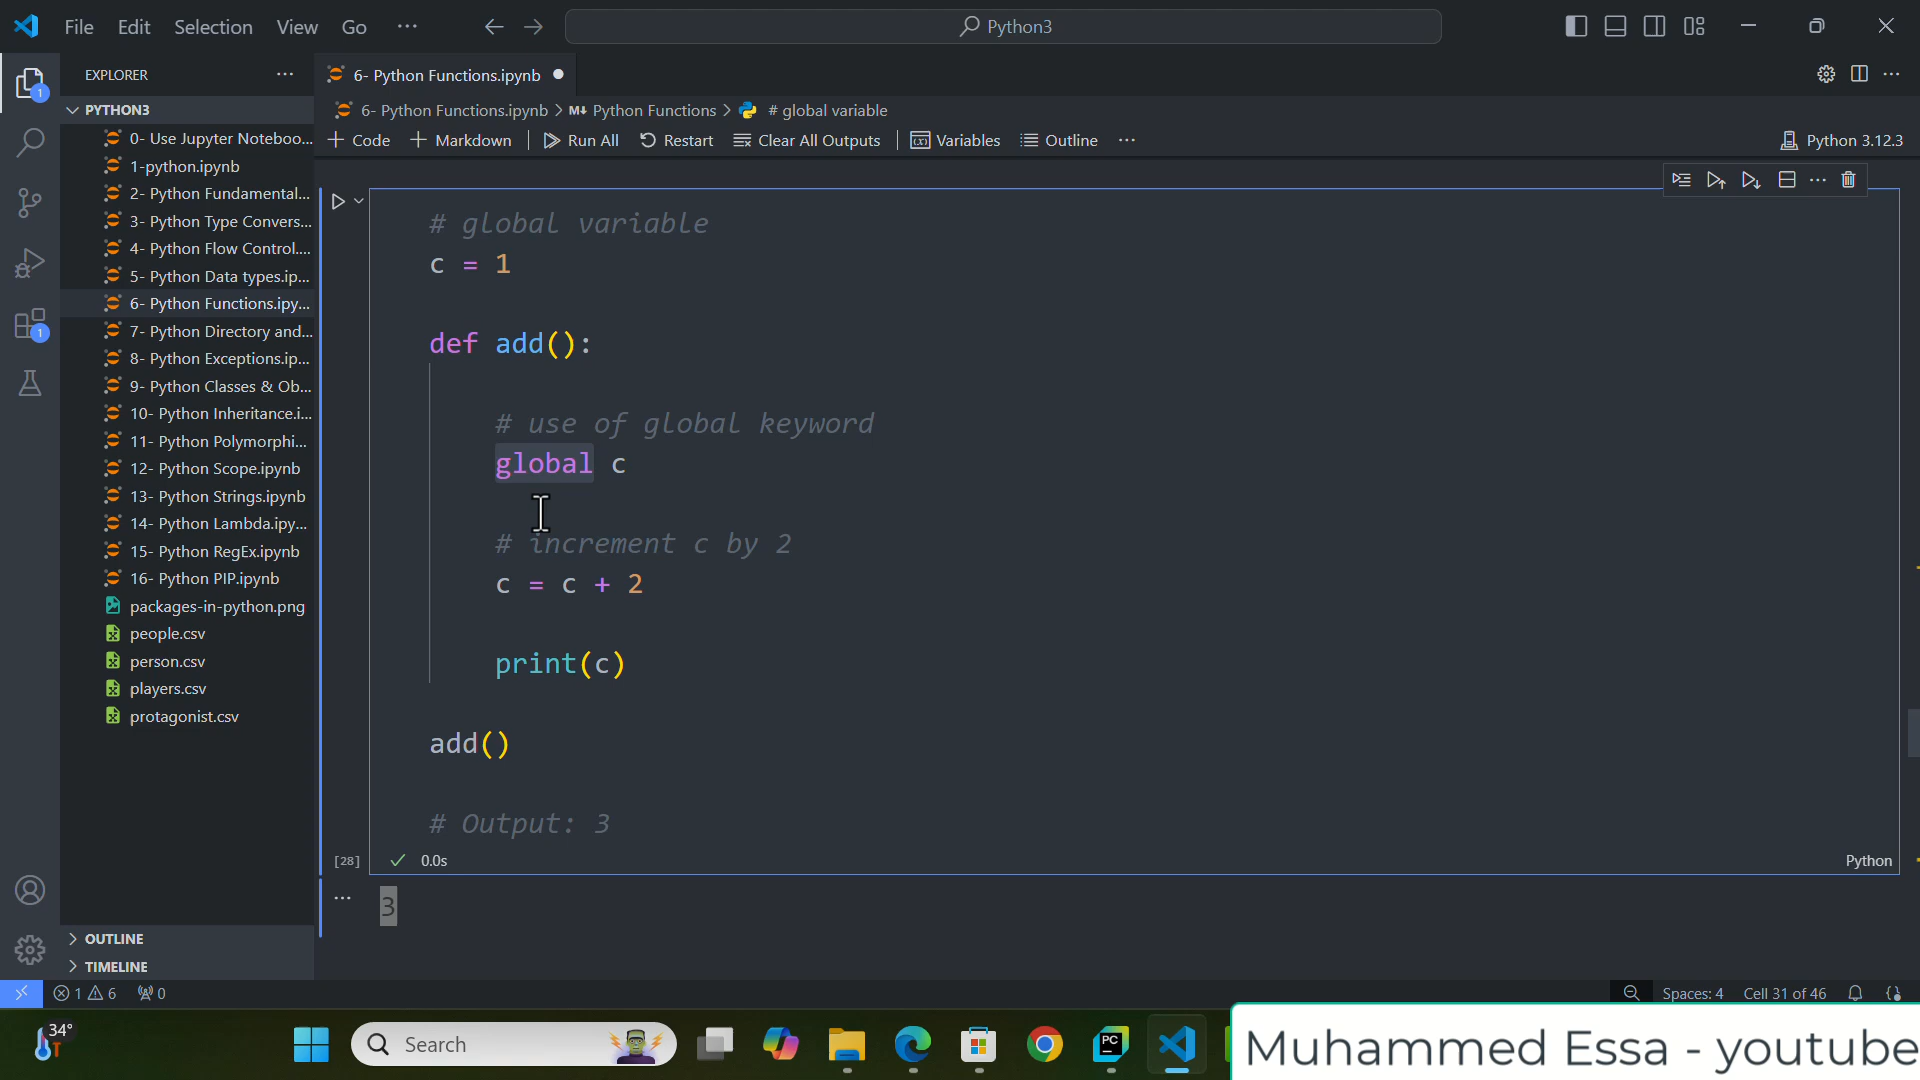 File Edit Selection View Go ···
Python3
EXPLORER ···
6- Python Functions.ipynb
PYTHON3
6- Python Functions.ipynb > M↓ Python Functions > # global variable
+ Code + Markdown Run All Restart Clear All Outputs Variables Outline ···
Python 3.12.3
0- Use Jupyter Noteboo...
1-python.ipynb
2- Python Fundamental...
3- Python Type Convers...
4- Python Flow Control....
5- Python Data types.ip...
6- Python Functions.ipy...
7- Python Directory and...
8- Python Exceptions.ip...
9- Python Classes & Ob...
10- Python Inheritance.i...
11- Python Polymorphi...
12- Python Scope.ipynb
13- Python Strings.ipynb
14- Python Lambda.ipy...
15- Python RegEx.ipynb
16- Python PIP.ipynb
packages-in-python.png
people.csv
person.csv
players.csv
protagonist.csv
OUTLINE
TIMELINE
1
1
# global variable
c = 1
def add():
# use of global keyword
global c
# increment c by 2
c = c + 2
print(c)
add()
# Output: 3
[28] ✓ 0.0s
Python
··· 3
1 6 0
Spaces: 4 Cell 31 of 46
34°
Search
PC
Muhammed Essa - youtube